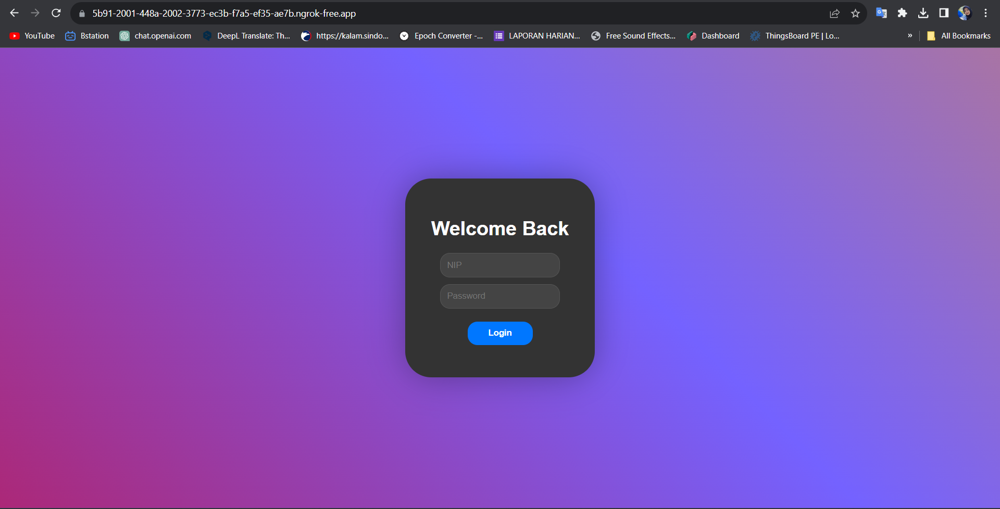 5b91-2001-448a-2002-3773-ec3b-f7a5-ef35-ae7b.ngrok-free.app
YouTube Bstation chat.openai.com DeepL Translate: Th... https://kalam.sindo... Epoch Converter -... LAPORAN HARIAN... Free Sound Effects... Dashboard ThingsBoard PE | Lo... » All Bookmarks
Welcome Back
NIP
Password
Login